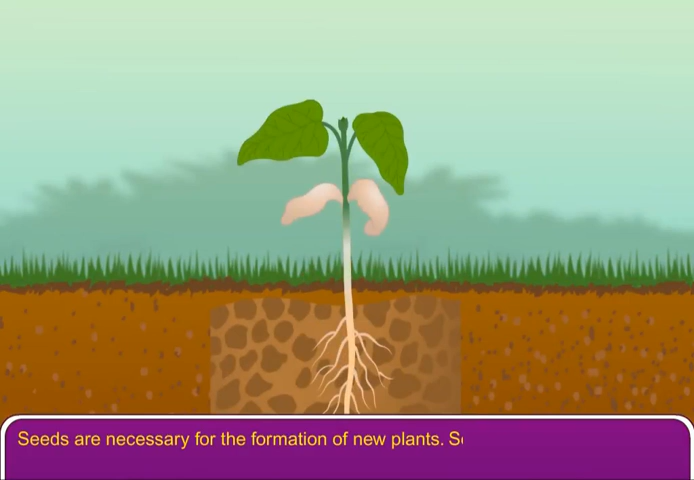 Seeds are necessary for the formation of new plants.